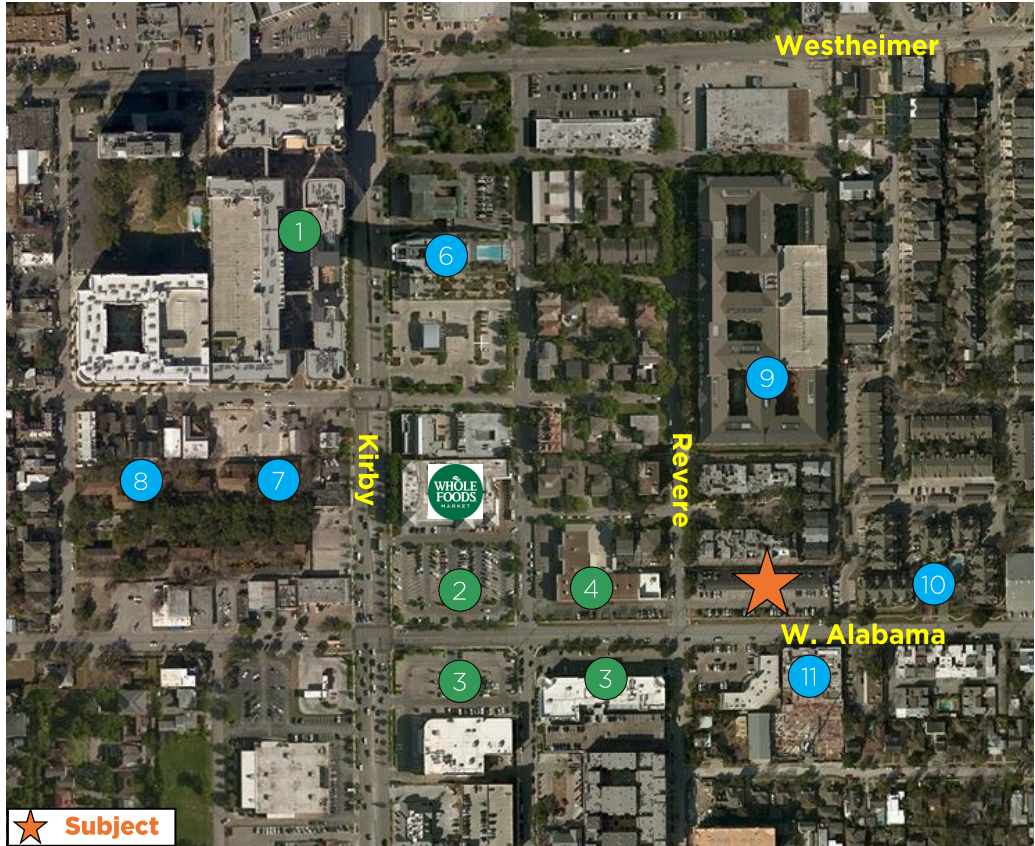 Westheimer
1
6
9
Kirby
Revere
8
7
WHOLE
FOODS
MARKET
2
4
10
W. Alabama
3
3
11
Subject